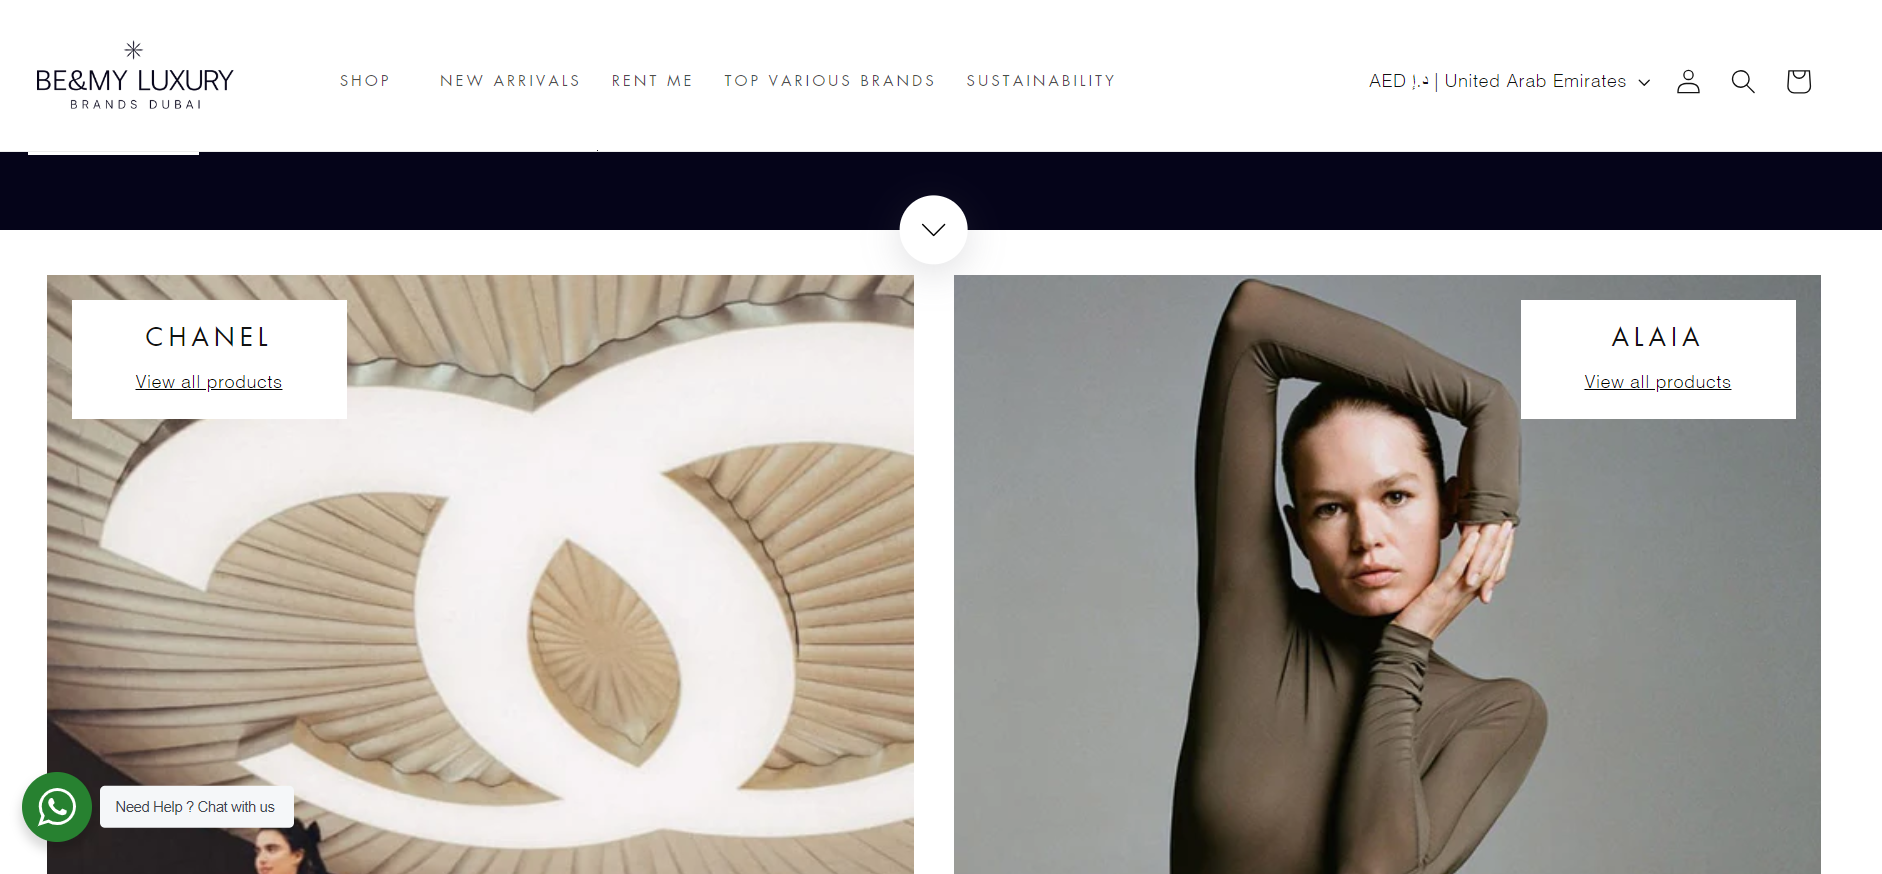 BE&MY LUXURY
BRANDS DUBAI
SHOP
NEW ARRIVALS
RENT ME
TOP VARIOUS BRANDS
SUSTAINABILITY
AED د.إ | United Arab Emirates
CHANEL
View all products
ALAIA
View all products
Need Help ? Chat with us